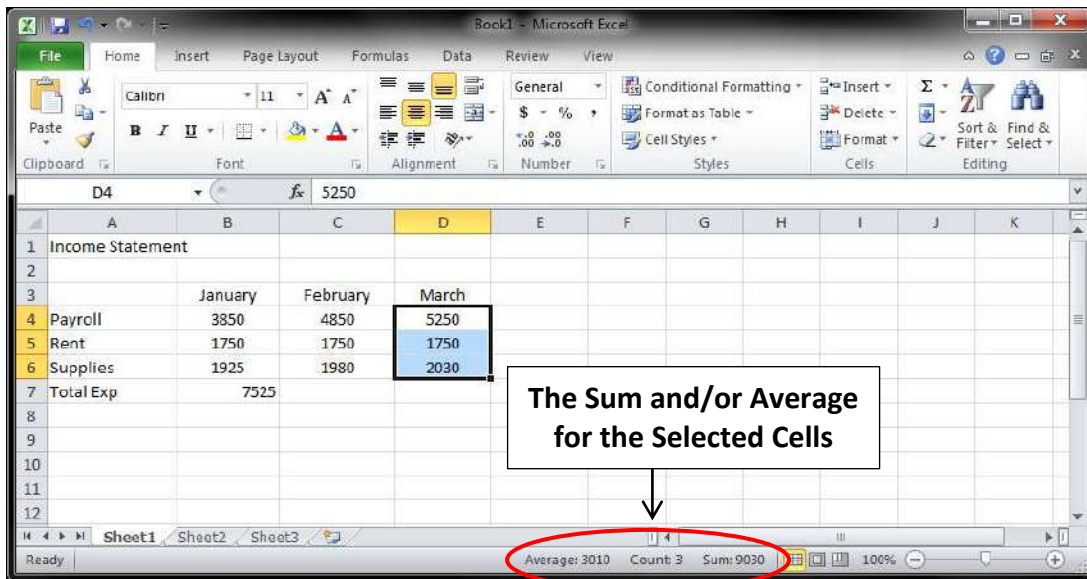 Book1 - Microsoft Excel
File Home Insert Page Layout Formulas Data Review View
Paste
Calibri 11 A A
B I U A
General
$ % ,
.00 .00
Conditional Formatting
Format as Table
Cell Styles
Insert
Delete
Format
Σ
Sort & Filter
Find & Select
Clipboard Font Alignment Number Styles Cells Editing
D4 fx 5250
A B C D E F G H I J K
1 Income Statement
2
3 January February March
4 Payroll 3850 4850 5250
5 Rent 1750 1750 1750
6 Supplies 1925 1980 2030
7 Total Exp 7525
8
9
10
11
12
The Sum and/or Average
for the Selected Cells
Sheet1 Sheet2 Sheet3
Ready Average: 3010 Count: 3 Sum: 9030 100%